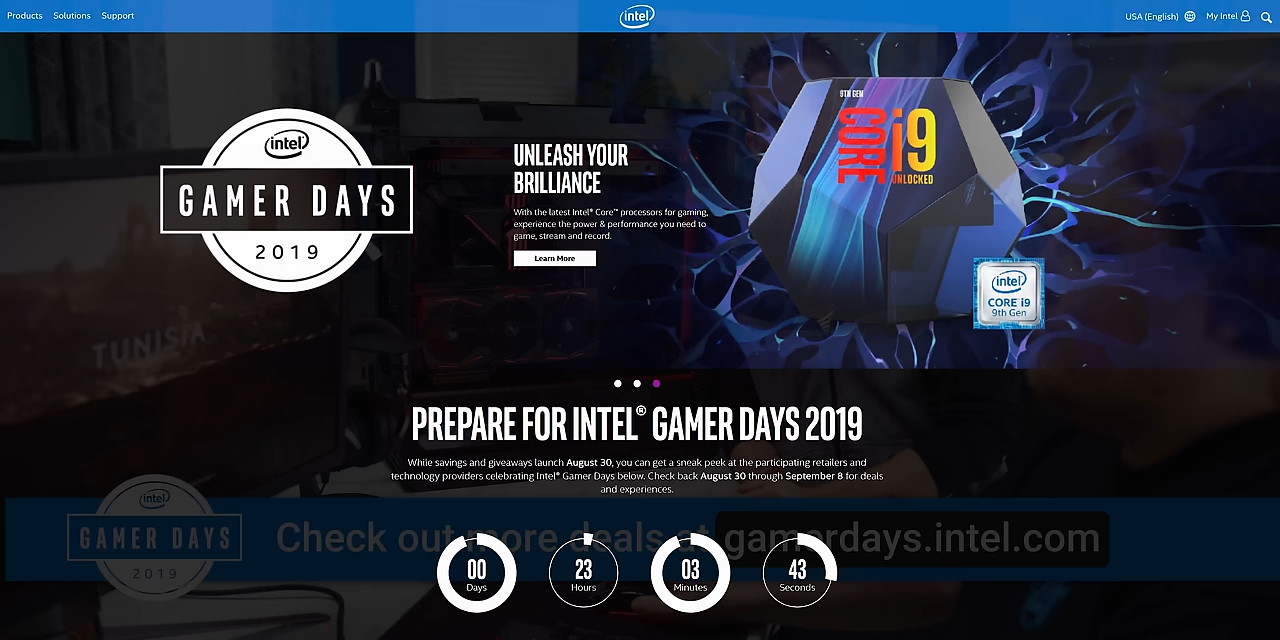 Products Solutions Support
intel
USA (English) My Intel
intel
GAMER DAYS
2019
UNLEASH YOUR
BRILLIANCE
With the latest Intel® Core™ processors for gaming,
experience the power & performance you need to
game, stream and record.
Learn More
9TH GEN
CORE i9
UNLOCKED
intel
CORE i9
9th Gen
TUNISIA
PREPARE FOR INTEL® GAMER DAYS 2019
While savings and giveaways launch August 30, you can get a sneak peek at the participating retailers and
technology providers celebrating Intel® Gamer Days below. Check back August 30 through September 8 for deals
and experiences.
intel
GAMER DAYS
2019
Check out more deals at gamerdays.intel.com
00 23 03 43
Days Hours Minutes Seconds